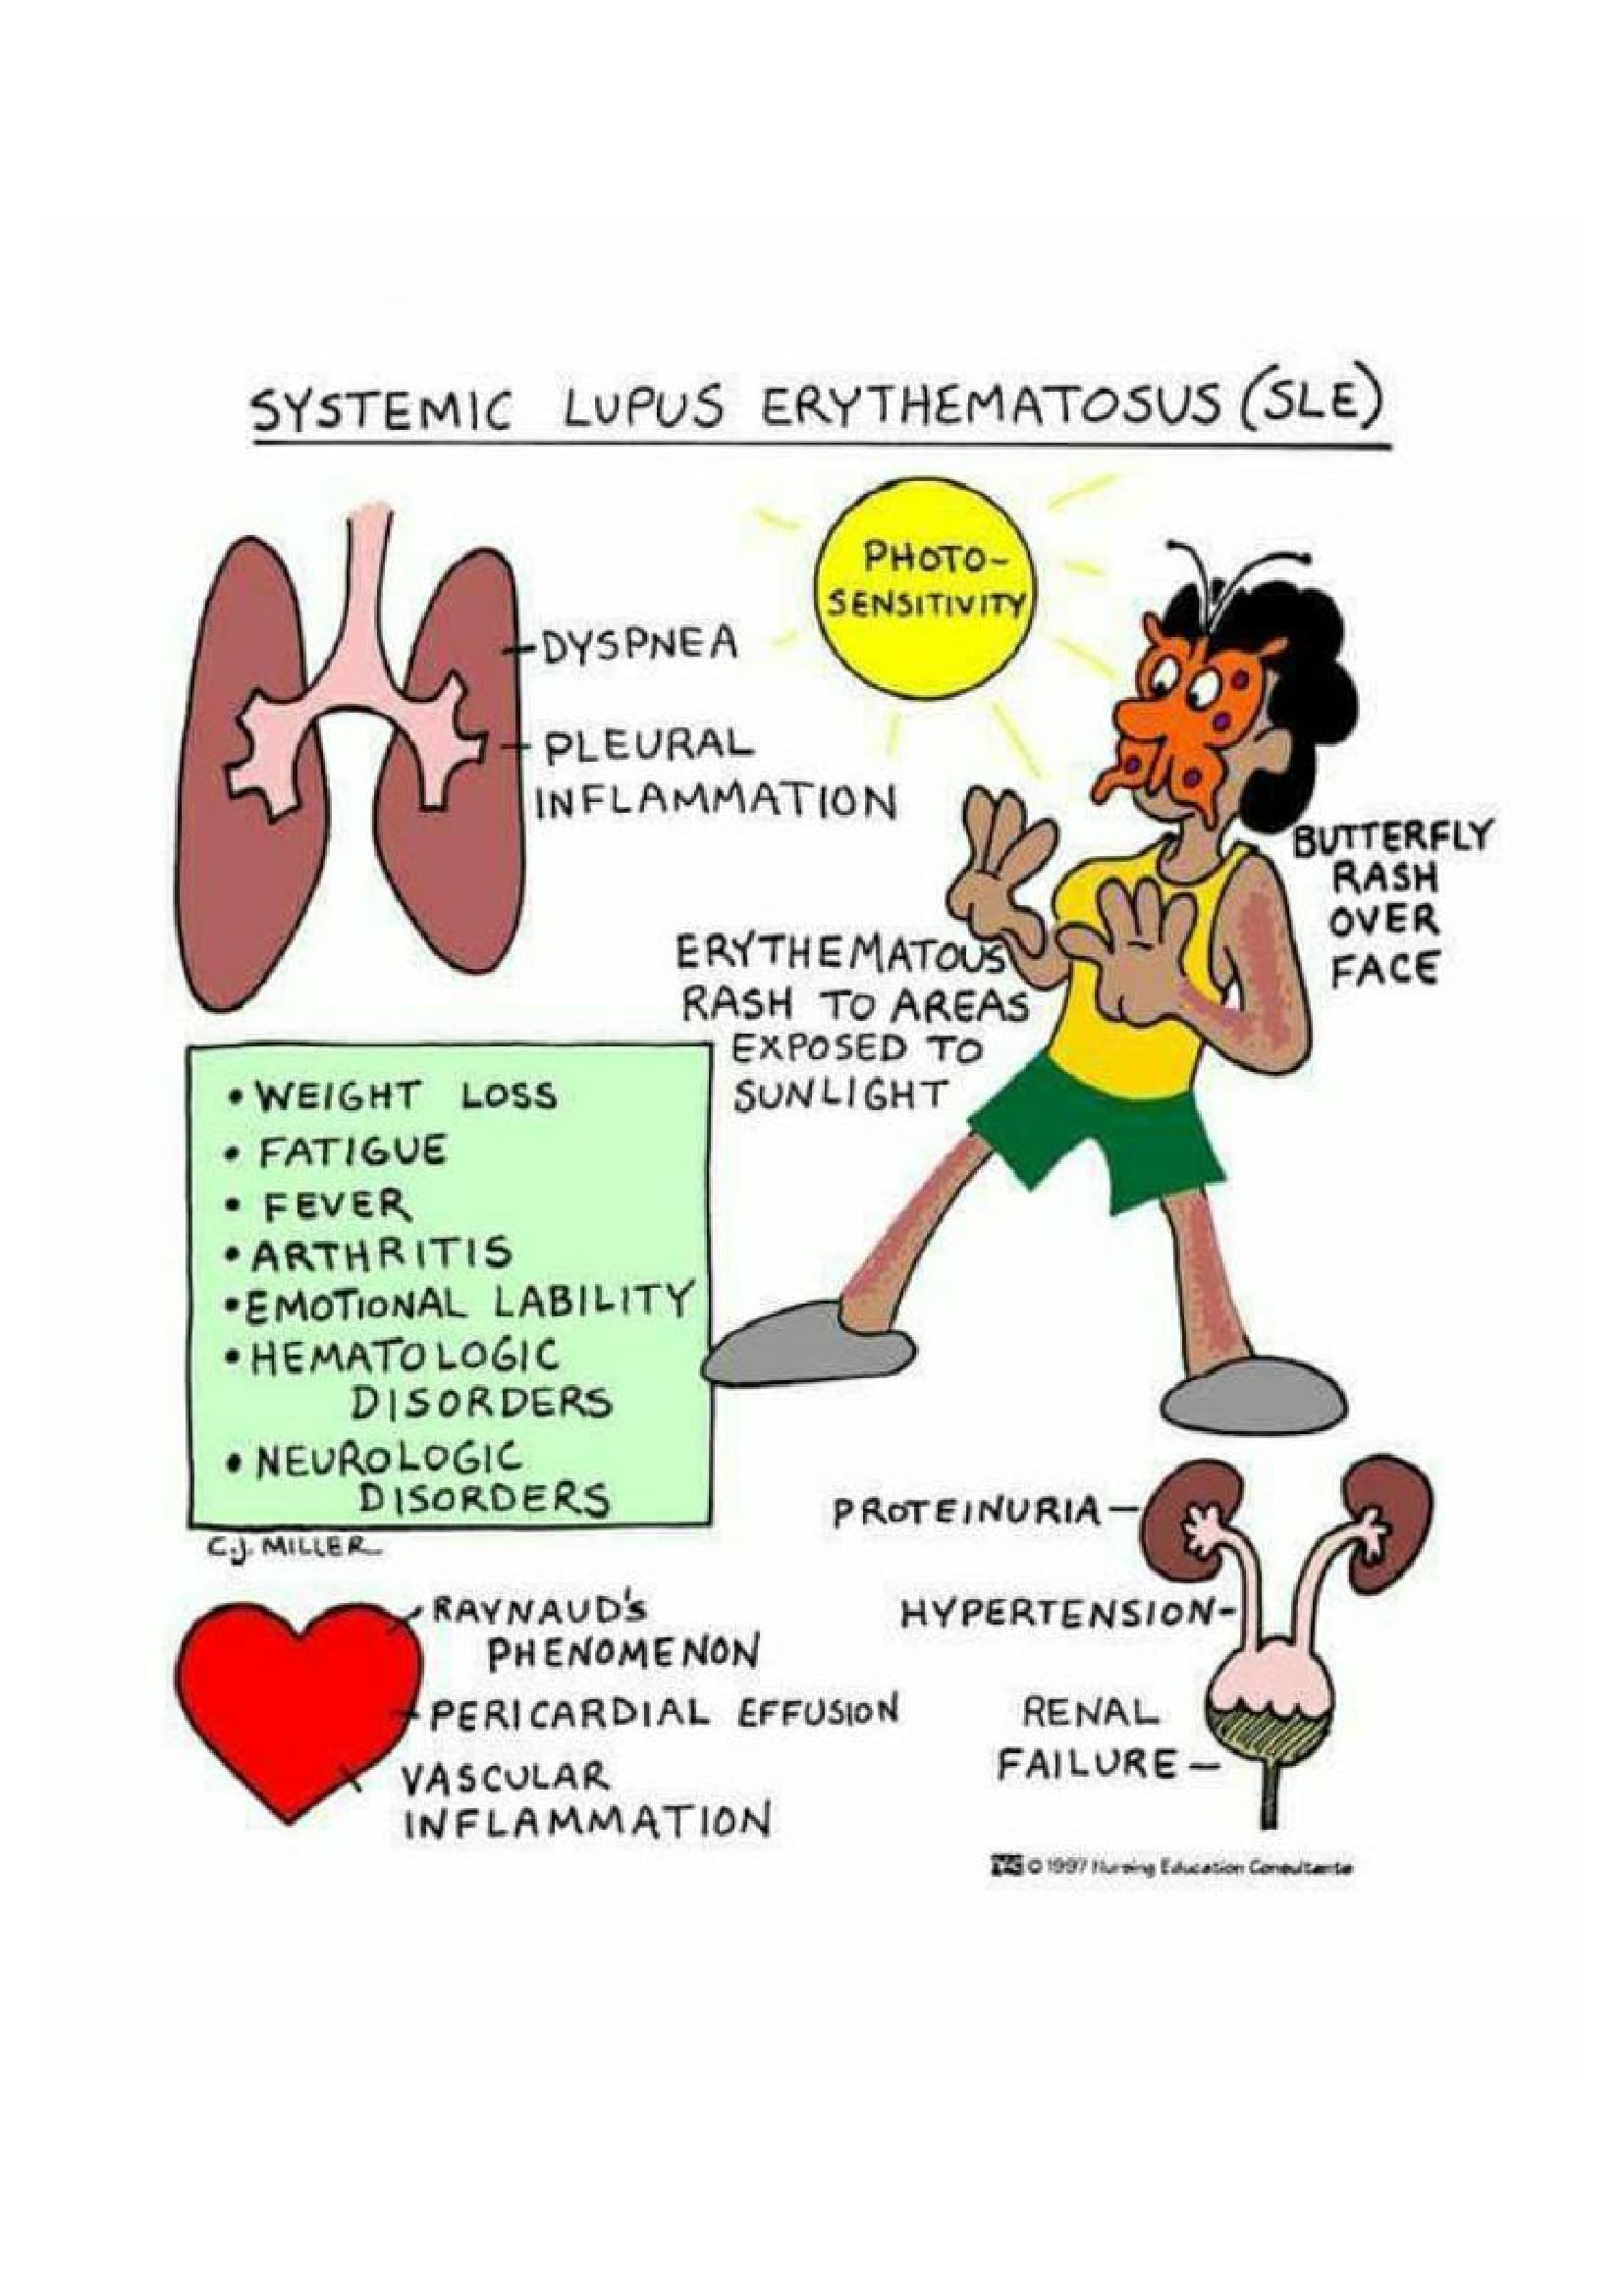 SYSTEMIC LUPUS ERYTHEMATOSUS (SLE)
PHOTO-
SENSITIVITY
DYSPNEA
PLEURAL
INFLAMMATION
BUTTERFLY
RASH
OVER
FACE
ERYTHEMATOUS
RASH TO AREAS
EXPOSED TO
SUNLIGHT
• WEIGHT LOSS
• FATIGUE
• FEVER
• ARTHRITIS
• EMOTIONAL LABILITY
• HEMATOLOGIC
DISORDERS
• NEUROLOGIC
DISORDERS
C.J. MILLER
RAYNAUD'S
PHENOMENON
PERICARDIAL EFFUSION
VASCULAR
INFLAMMATION
PROTEINURIA
HYPERTENSION
RENAL
FAILURE
© 1997 Nursing Education Consultants